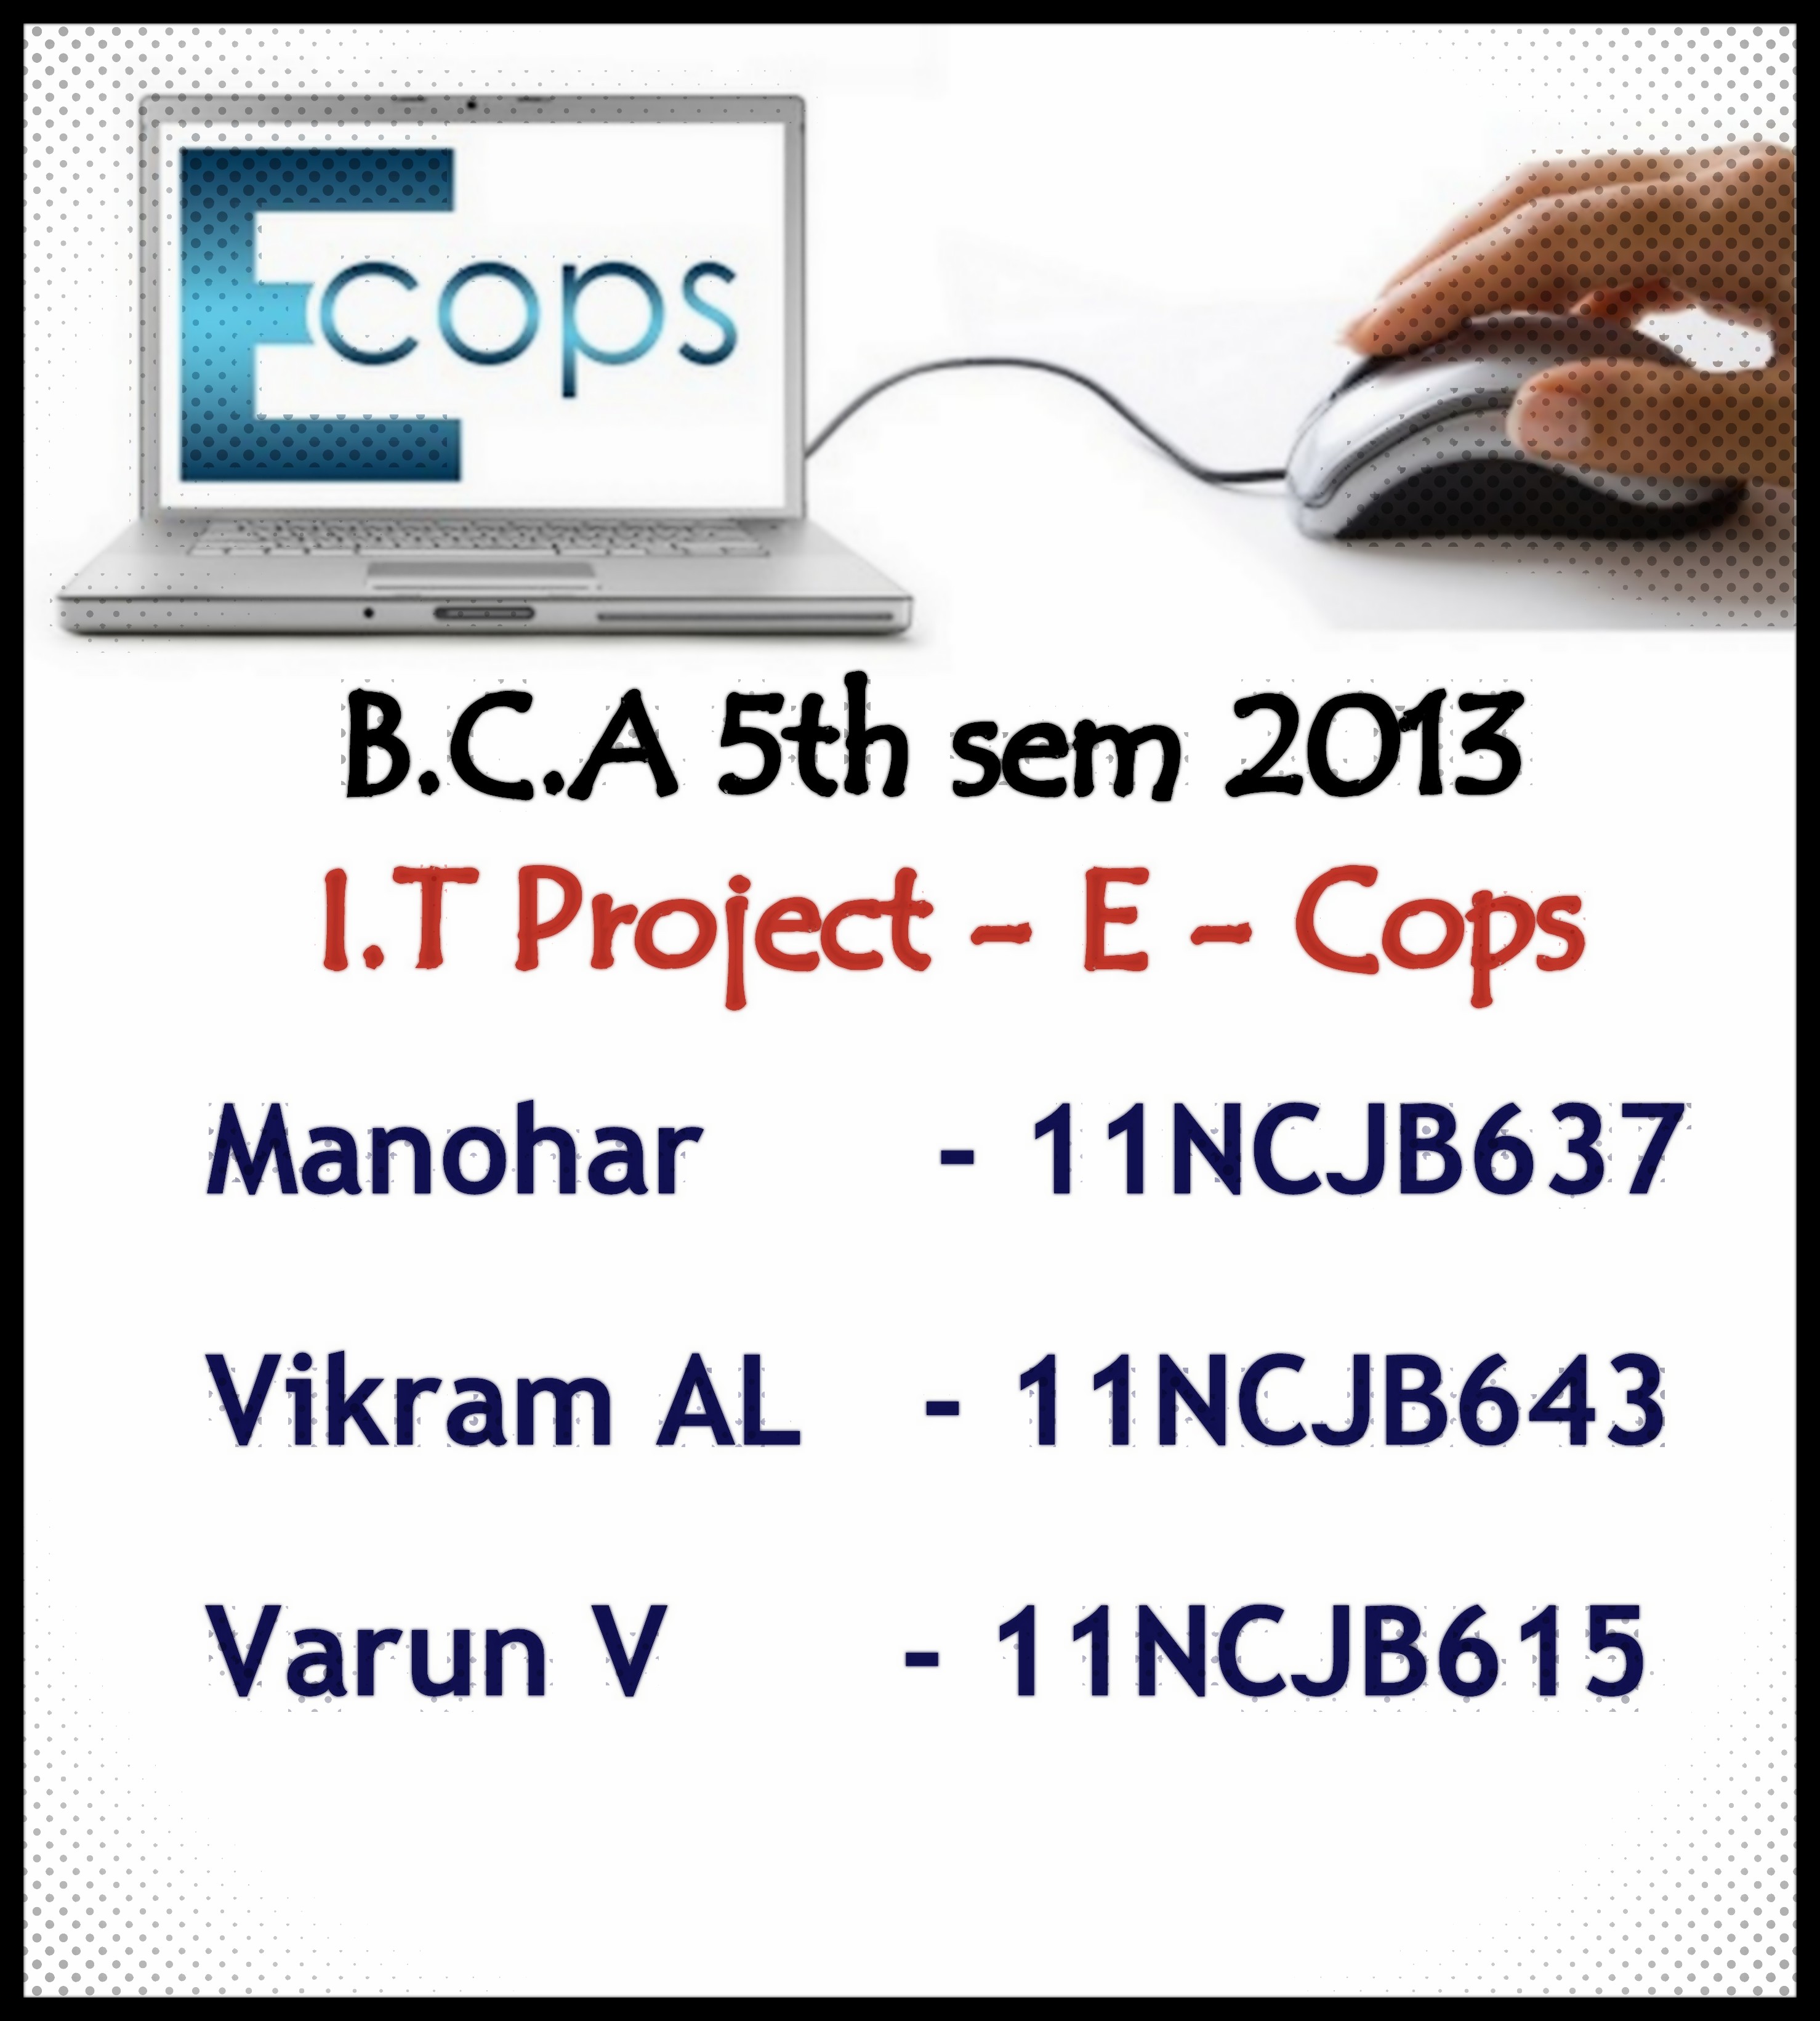 Ecops
B.C.A 5th sem 2013
I.T Project - E - Cops
Manohar - 11NCJB637
Vikram AL - 11NCJB643
Varun V - 11NCJB615